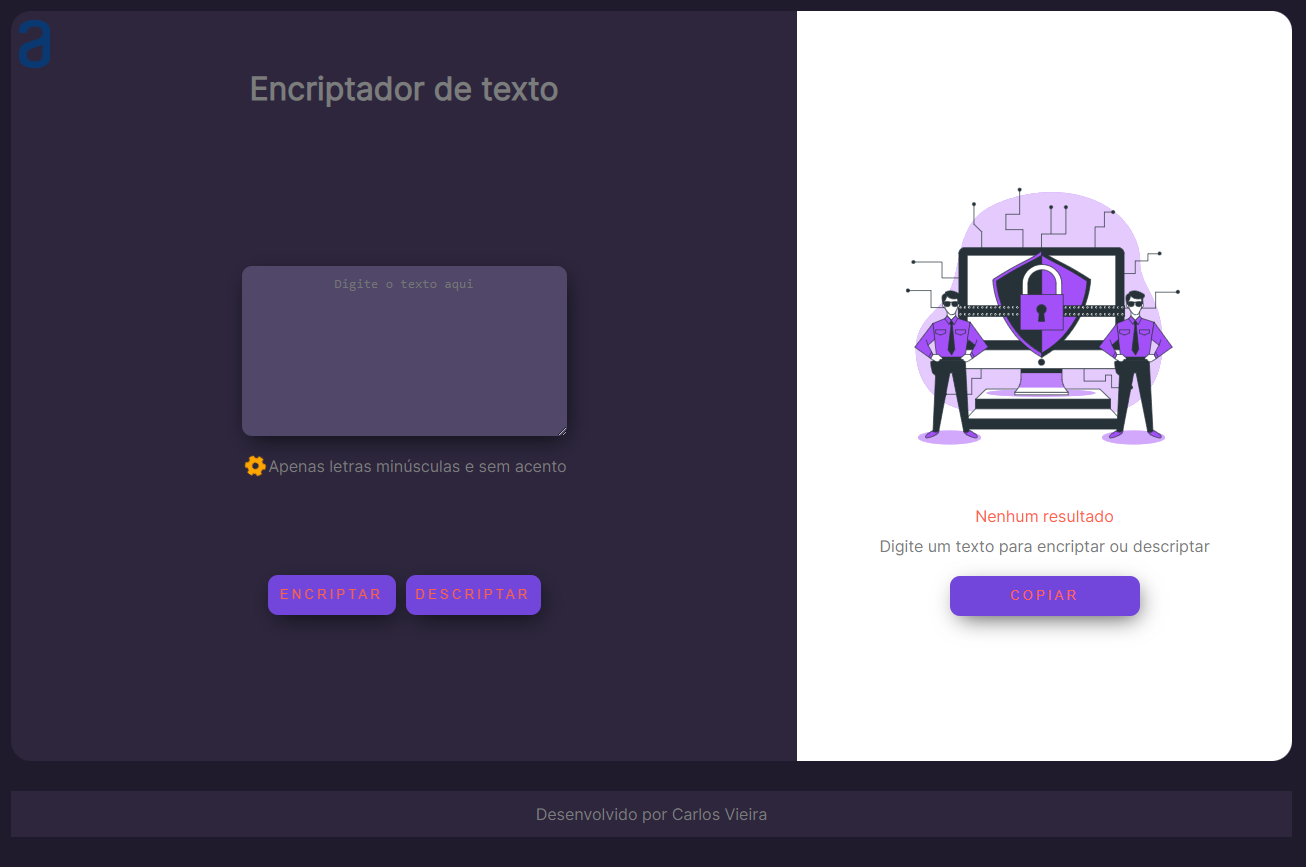 a
Encriptador de texto
Digite o texto aqui
Apenas letras minúsculas e sem acento
ENCRIPTAR DESCRIPTAR
Nenhum resultado
Digite um texto para encriptar ou descriptar
COPIAR
Desenvolvido por Carlos Vieira